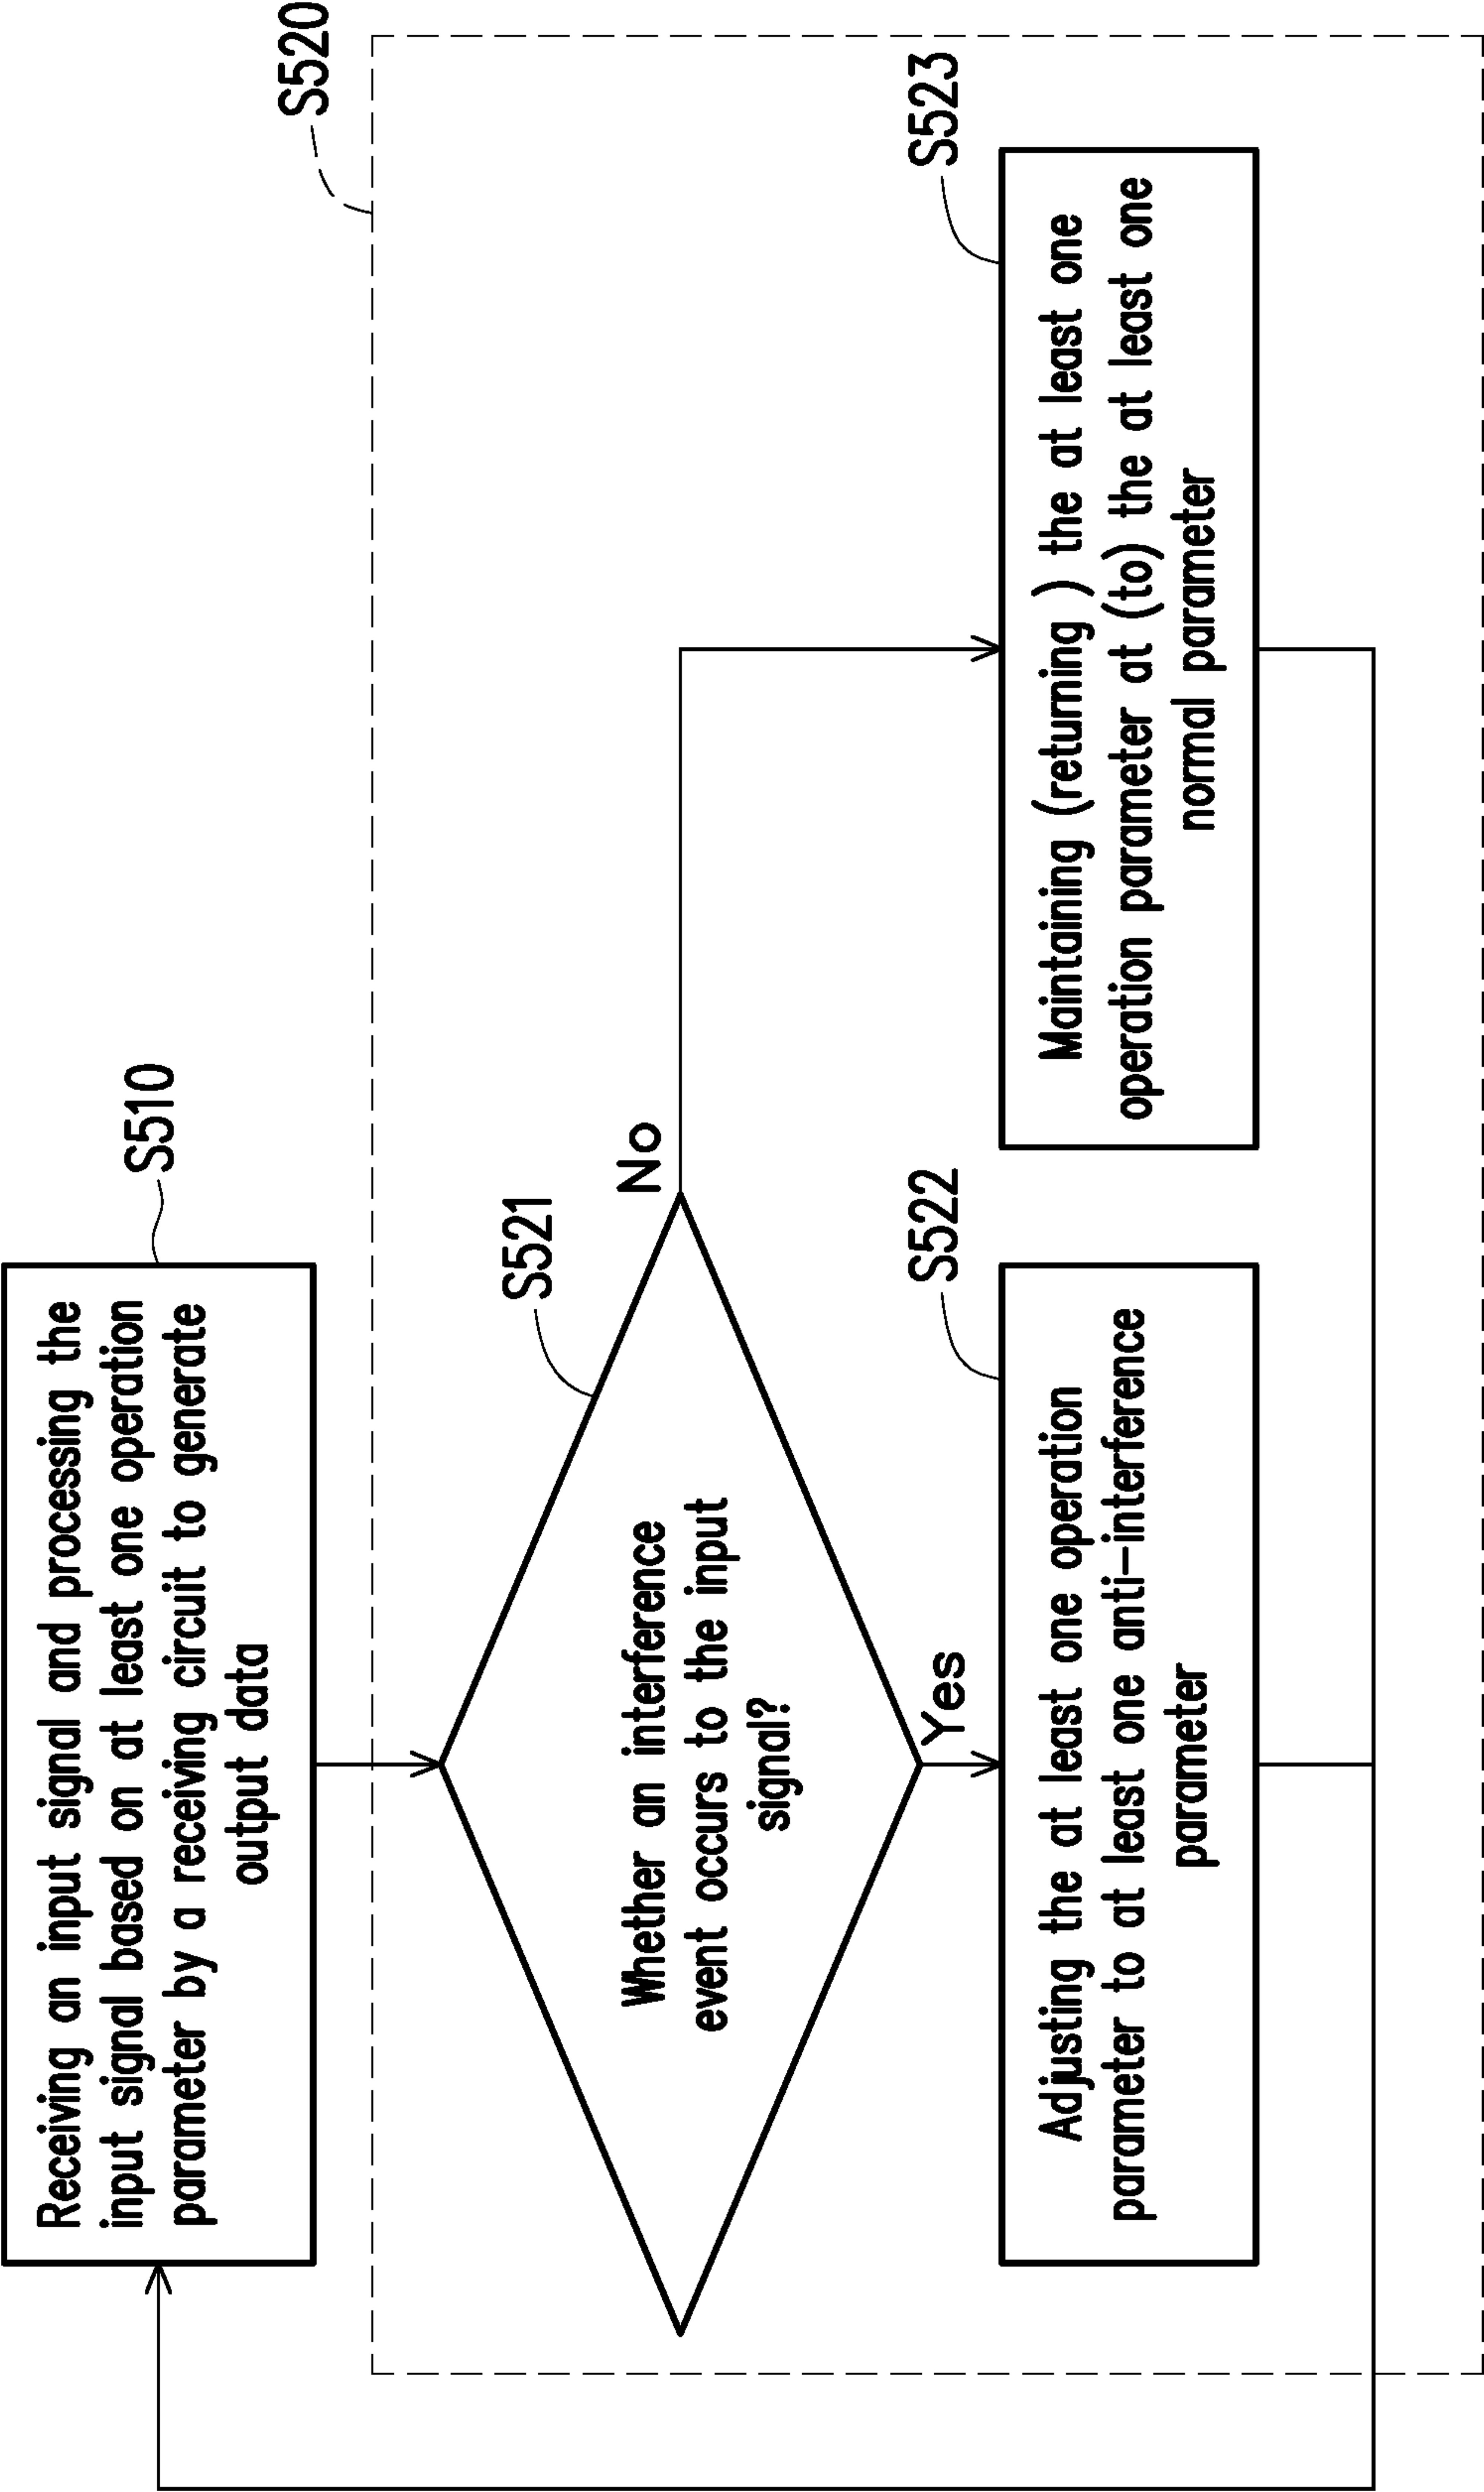 S510
Receiving an input signal and processing the
input signal based on at least one operation
parameter by a receiving circuit to generate
output data
S520
S521
Whether an interference
event occurs to the input
signal?
No
Yes
S522
Adjusting the at least one operation
parameter to at least one anti-interference
parameter
S523
Maintaining (returning ) the at least one
operation parameter at (to) the at least one
normal parameter